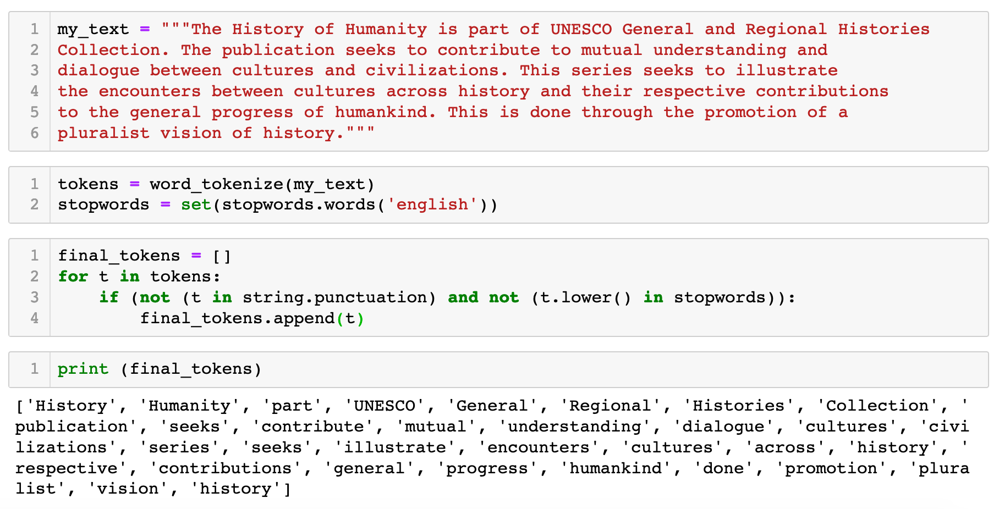 1 my_text = """The History of Humanity is part of UNESCO General and Regional Histories
2 Collection. The publication seeks to contribute to mutual understanding and
3 dialogue between cultures and civilizations. This series seeks to illustrate
4 the encounters between cultures across history and their respective contributions
5 to the general progress of humankind. This is done through the promotion of a
6 pluralist vision of history."""
1 tokens = word_tokenize(my_text)
2 stopwords = set(stopwords.words('english'))
1 final_tokens = []
2 for t in tokens:
3     if (not (t in string.punctuation) and not (t.lower() in stopwords)):
4         final_tokens.append(t)
1 print (final_tokens)
['History', 'Humanity', 'part', 'UNESCO', 'General', 'Regional', 'Histories', 'Collection', '
publication', 'seeks', 'contribute', 'mutual', 'understanding', 'dialogue', 'cultures', 'civi
lizations', 'series', 'seeks', 'illustrate', 'encounters', 'cultures', 'across', 'history', '
respective', 'contributions', 'general', 'progress', 'humankind', 'done', 'promotion', 'plura
list', 'vision', 'history']